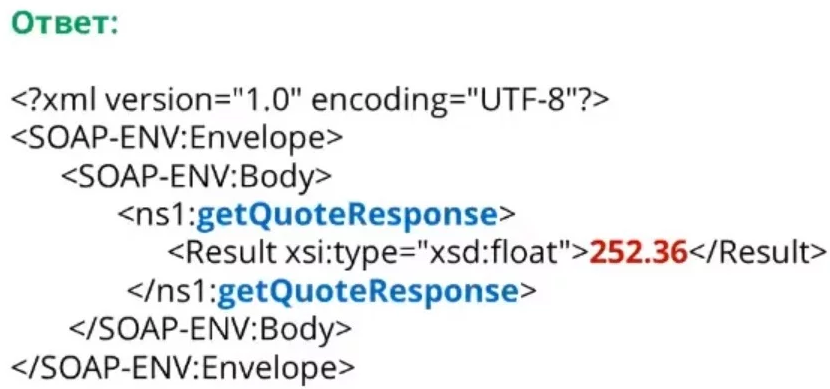 Ответ:
<?xml version="1.0" encoding="UTF-8"?>
<SOAP-ENV:Envelope>
<SOAP-ENV:Body>
<ns1:getQuoteResponse>
<Result xsi:type="xsd:float">252.36</Result>
</ns1:getQuoteResponse>
</SOAP-ENV:Body>
</SOAP-ENV:Envelope>